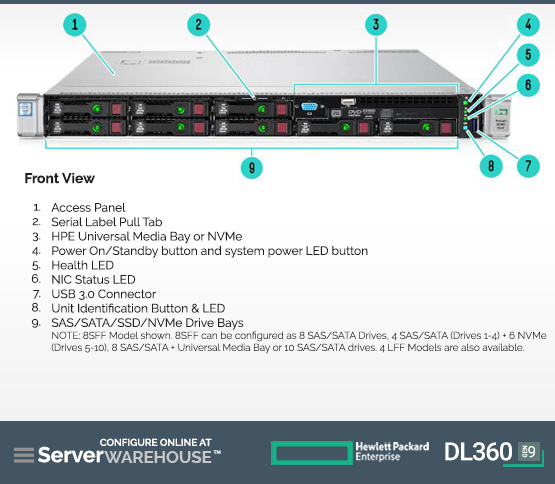 1
2
3
4
5
6
7
8
9
Front View
1. Access Panel
2. Serial Label Pull Tab
3. HPE Universal Media Bay or NVMe
4. Power On/Standby button and system power LED button
5. Health LED
6. NIC Status LED
7. USB 3.0 Connector
8. Unit Identification Button & LED
9. SAS/SATA/SSD/NVMe Drive Bays
NOTE: 8SFF Model shown. 8SFF can be configured as 8 SAS/SATA Drives, 4 SAS/SATA (Drives 1-4) + 6 NVMe
(Drives 5-10), 8 SAS/SATA + Universal Media Bay or 10 SAS/SATA drives. 4 LFF Models are also available.
CONFIGURE ONLINE AT
ServerWAREHOUSE™
Hewlett Packard
Enterprise
DL360 GEN9